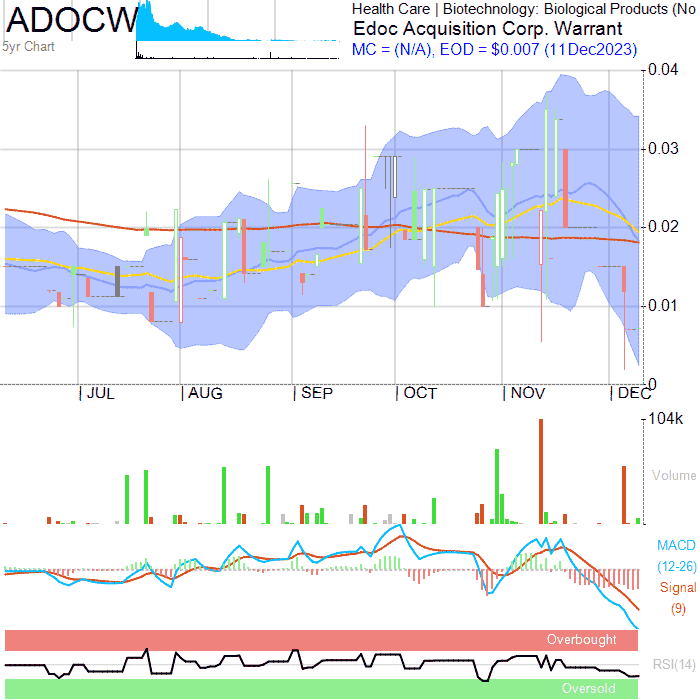 ADOCW
5yr Chart
Health Care | Biotechnology: Biological Products (No
Edoc Acquisition Corp. Warrant
MC = (N/A), EOD = $0.007 (11Dec2023)
0.04
0.03
0.02
0.01
0
JUL
AUG
SEP
OCT
NOV
DEC
104k
Volume
MACD
(12-26)
Signal
(9)
Overbought
RSI(14)
Oversold